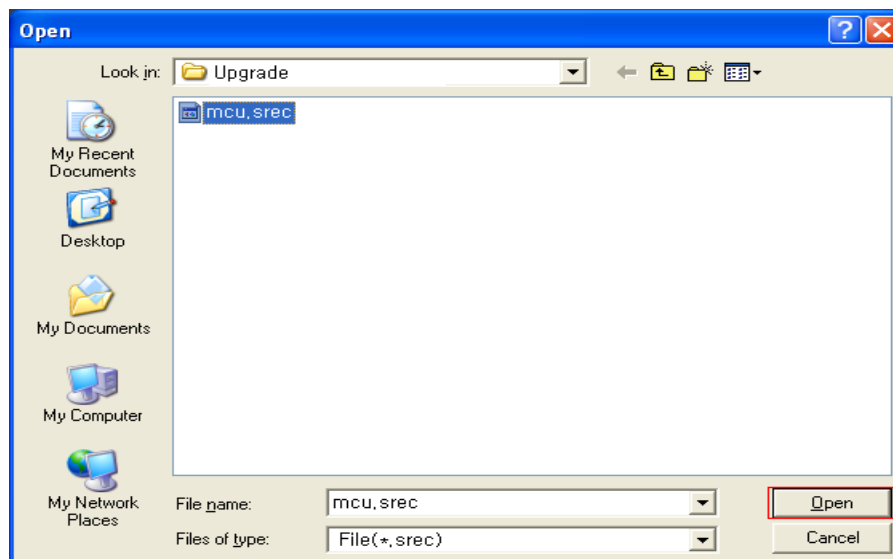 Open
Look in:
Upgrade
mcu,srec
My Recent
Documents
Desktop
My Documents
My Computer
My Network
Places
File name:
mcu,srec
Open
Files of type:
File(*,srec)
Cancel